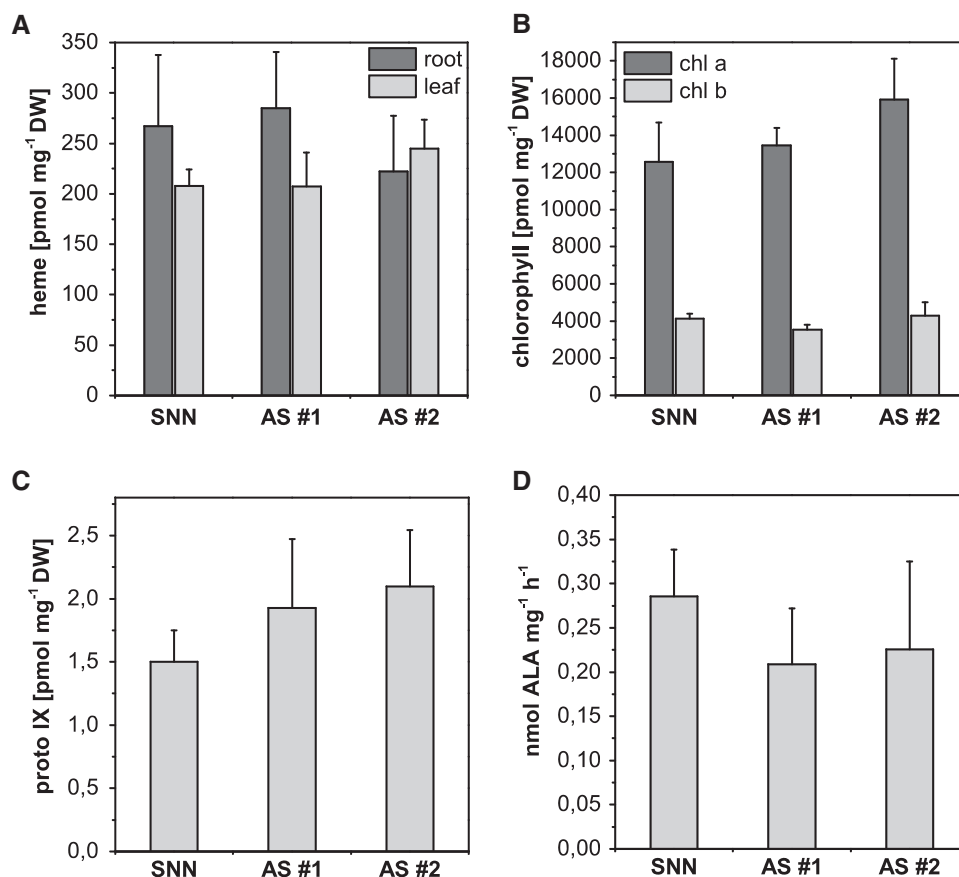 A
heme [pmol mg-1 DW]
350
300
250
200
150
100
50
0
root
leaf
SNN AS #1 AS #2
B
chlorophyll [pmol mg-1 DW]
18000
16000
14000
12000
10000
8000
6000
4000
2000
0
chl a
chl b
SNN AS #1 AS #2
C
proto IX [pmol mg-1 DW]
2,5
2,0
1,5
1,0
0,5
0,0
SNN AS #1 AS #2
D
nmol ALA mg-1 h-1
0,40
0,35
0,30
0,25
0,20
0,15
0,10
0,05
0,00
SNN AS #1 AS #2